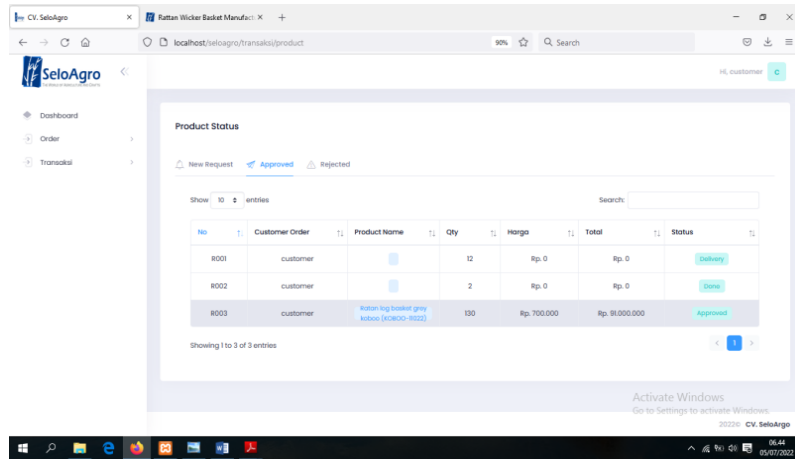 CV. SeloAgro
Rattan Wicker Basket Manufact
localhost/seloagro/transaksi/product
90%
Search
SeloAgro
Hi, customer
C
Dashboard
Order
Transaksi
Product Status
New Request
Approved
Rejected
Show 10 entries
Search:
No Customer Order Product Name Qty Harga Total Status
R001 customer 12 Rp. 0 Rp. 0 Delivery
R002 customer 2 Rp. 0 Rp. 0 Done
R003 customer Ratan log basket grey koboo (KOBOO-11022) 130 Rp. 700.000 Rp. 91.000.000 Approved
Showing 1 to 3 of 3 entries
1
Activate Windows
Go to Settings to activate Windows.
2022© CV. SeloArgo
06.44
05/07/2022